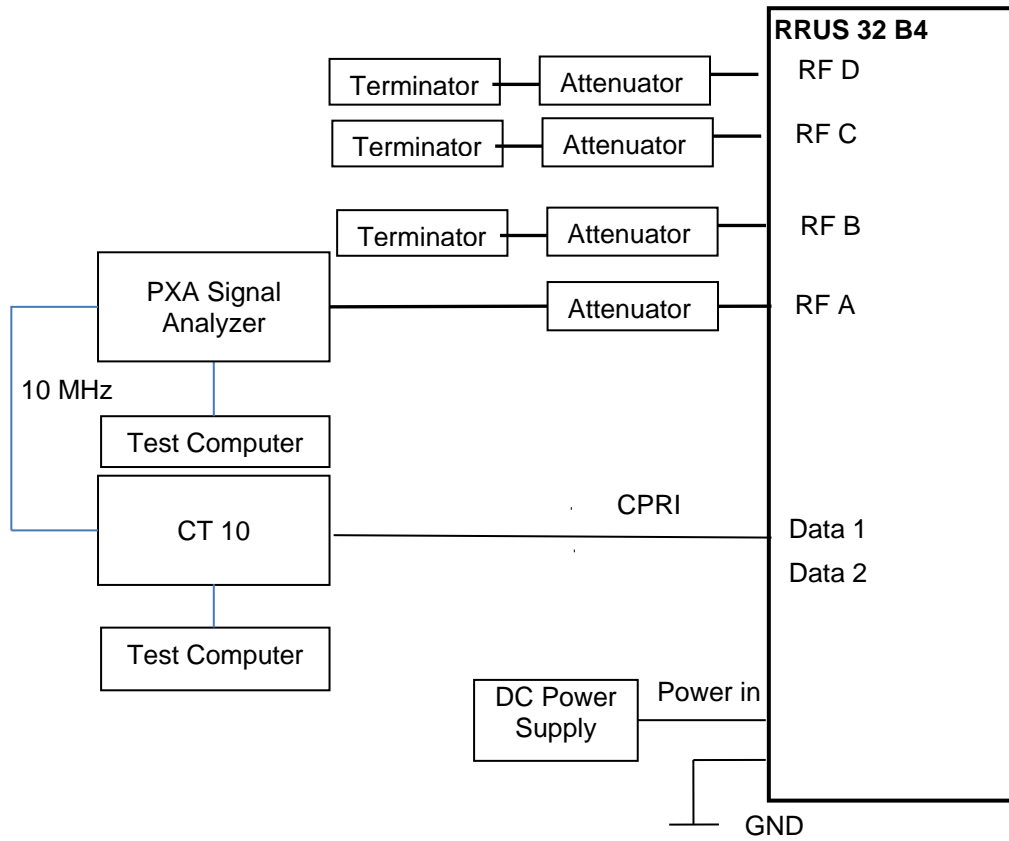 RRUS 32 B4
Terminator
Attenuator
RF D
Terminator
Attenuator
RF C
Terminator
Attenuator
RF B
PXA Signal
Analyzer
Attenuator
RF A
10 MHz
Test Computer
CT 10
CPRI
Data 1
Data 2
Test Computer
DC Power
Supply
Power in
GND